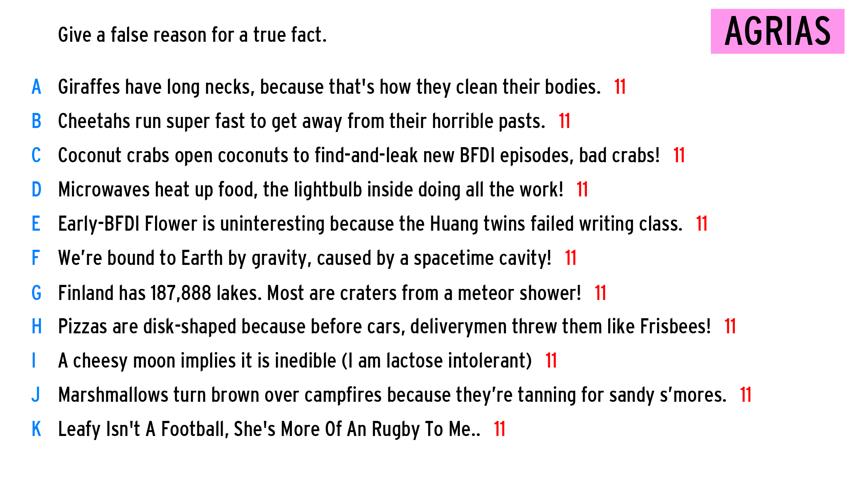 Give a false reason for a true fact.
AGRIAS
A Giraffes have long necks, because that's how they clean their bodies. 11
B Cheetahs run super fast to get away from their horrible pasts. 11
C Coconut crabs open coconuts to find-and-leak new BFDI episodes, bad crabs! 11
D Microwaves heat up food, the lightbulb inside doing all the work! 11
E Early-BFDI Flower is uninteresting because the Huang twins failed writing class. 11
F We're bound to Earth by gravity, caused by a spacetime cavity! 11
G Finland has 187,888 lakes. Most are craters from a meteor shower! 11
H Pizzas are disk-shaped because before cars, deliverymen threw them like Frisbees! 11
I A cheesy moon implies it is inedible (I am lactose intolerant) 11
J Marshmallows turn brown over campfires because they're tanning for sandy s'mores. 11
K Leafy Isn't A Football, She's More Of An Rugby To Me.. 11